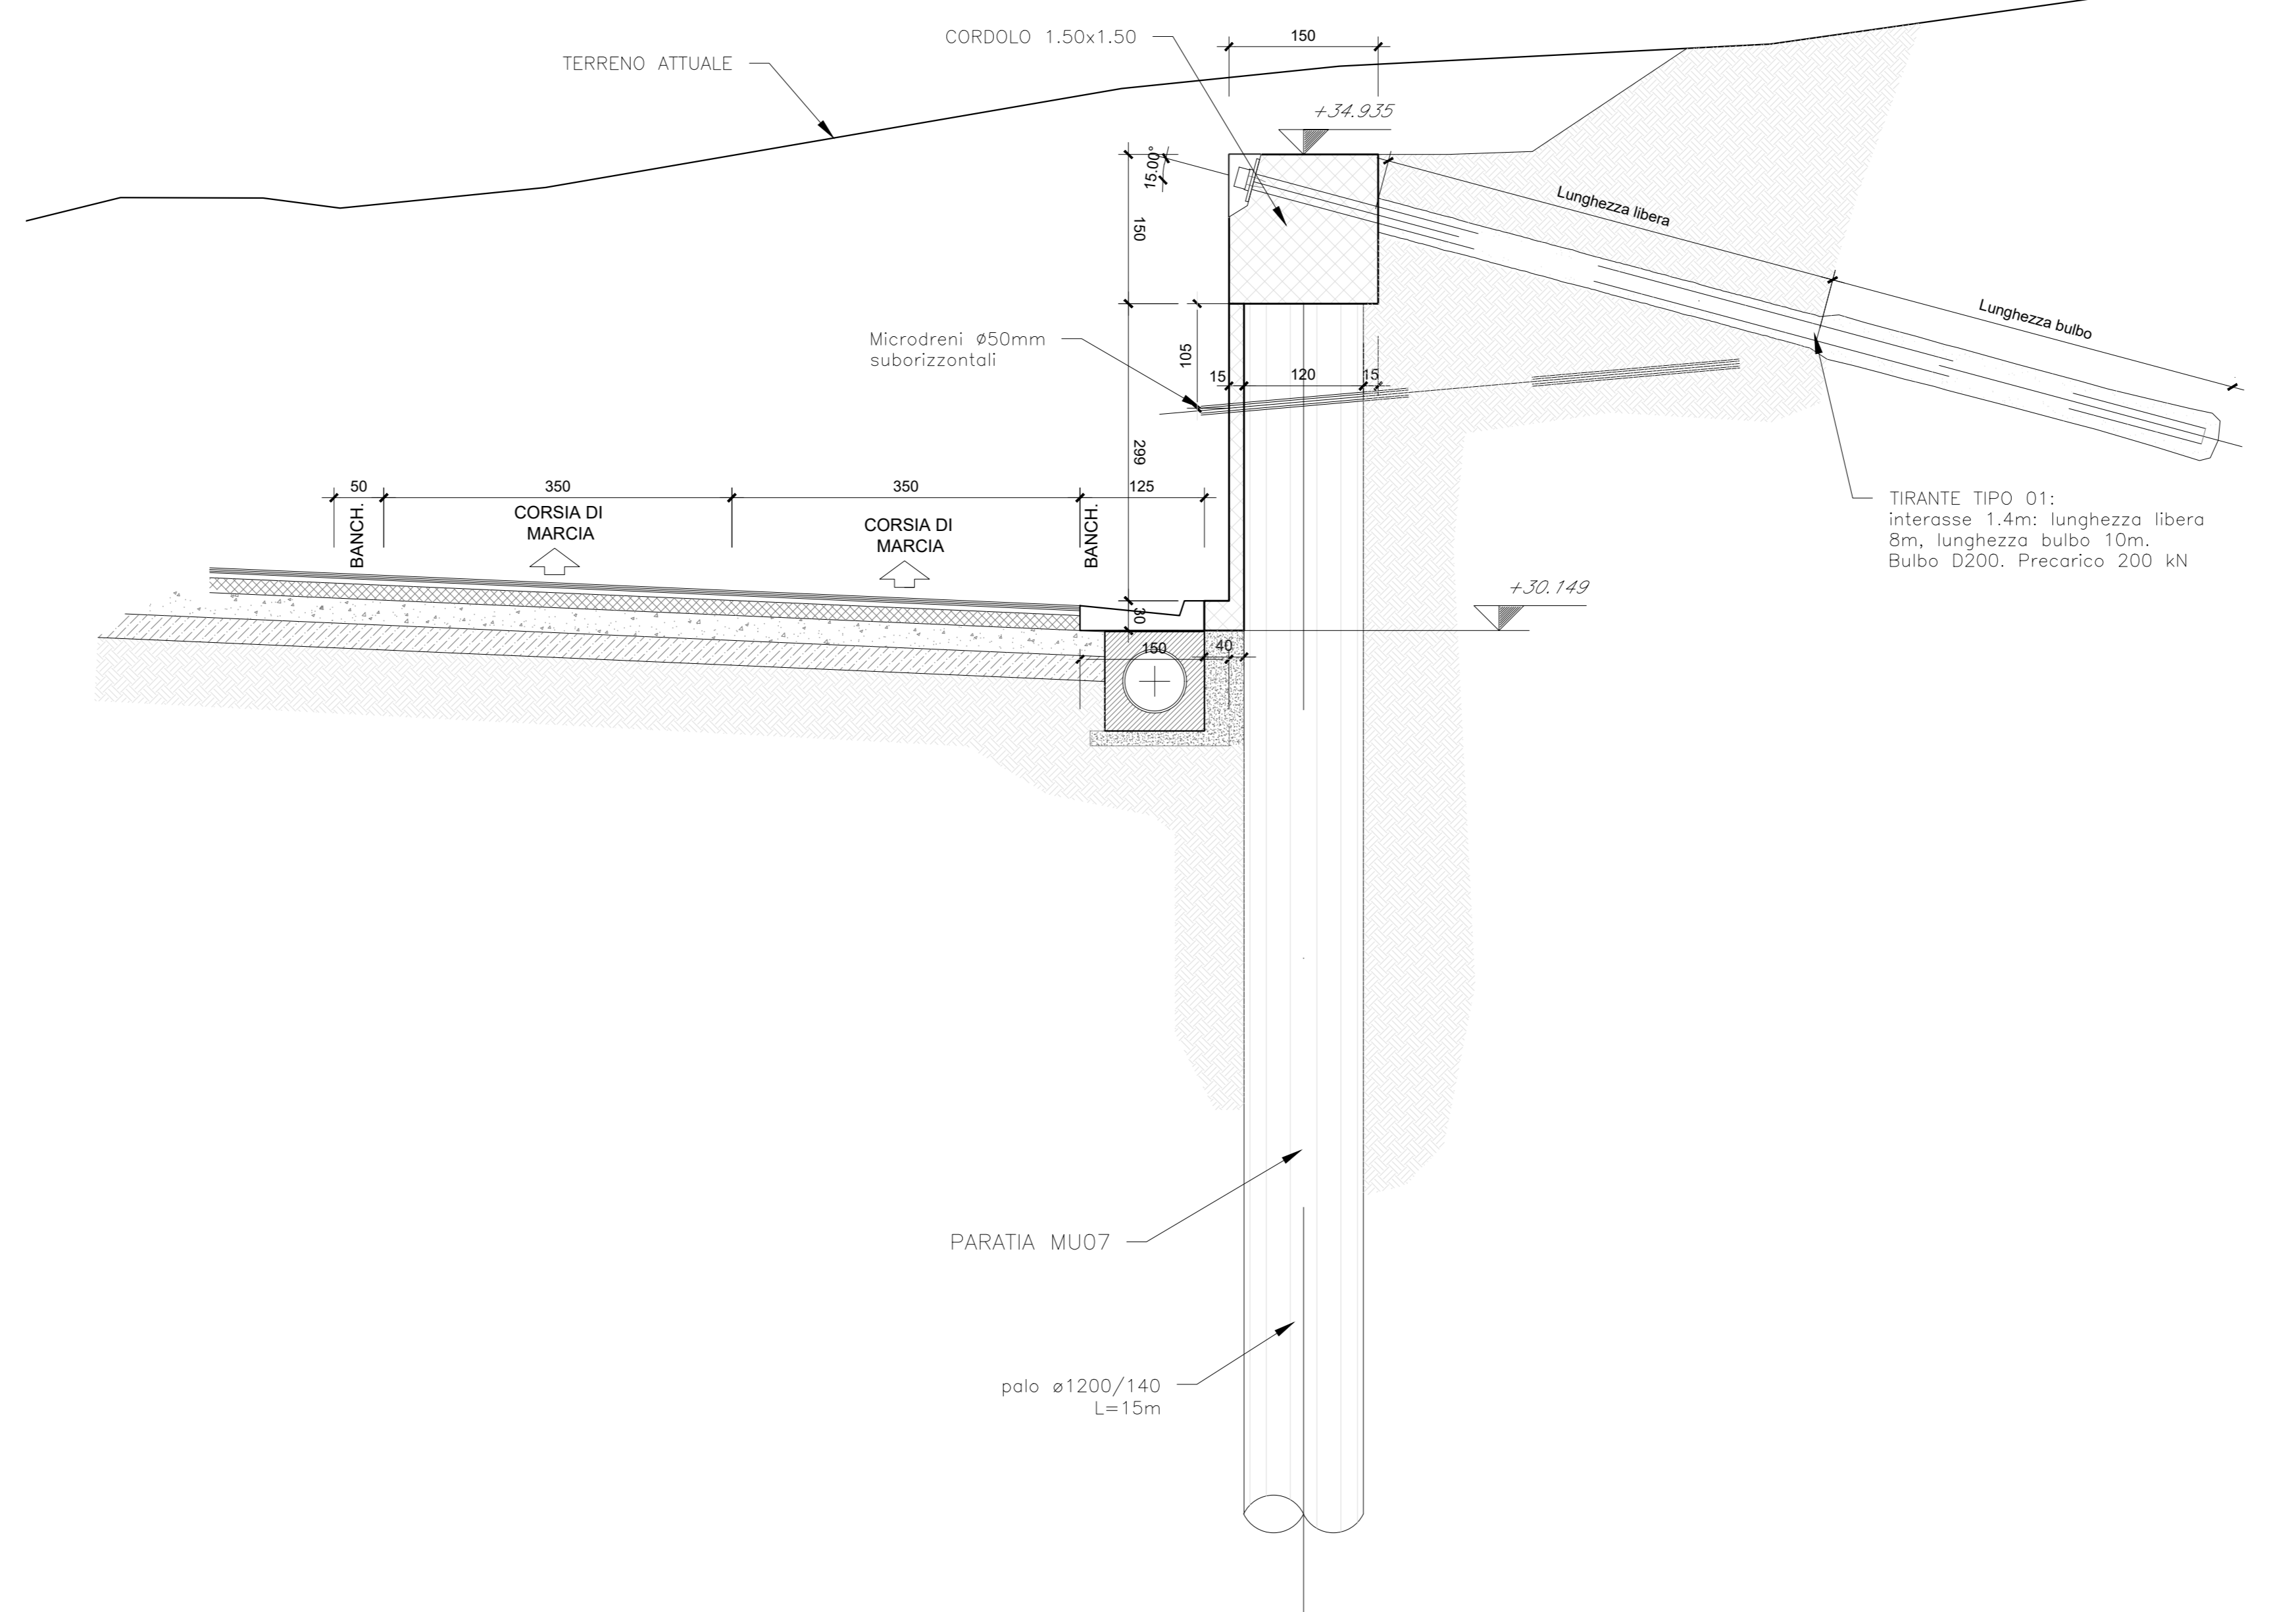 CORDOLO 1.50x1.50
150
TERRENO ATTUALE
+34.935
15.00°
150
Lunghezza libera
Lunghezza bulbo
Microdreni ø50mm
suborizzontali
105
15
120
15
299
50
350
350
125
BANCH.
CORSIA DI
MARCIA
CORSIA DI
MARCIA
BANCH.
TIRANTE TIPO 01:
interasse 1.4m: lunghezza libera
8m, lunghezza bulbo 10m.
Bulbo D200. Precarico 200 kN
+30.149
30
150
40
PARATIA MU07
palo ø1200/140
L=15m